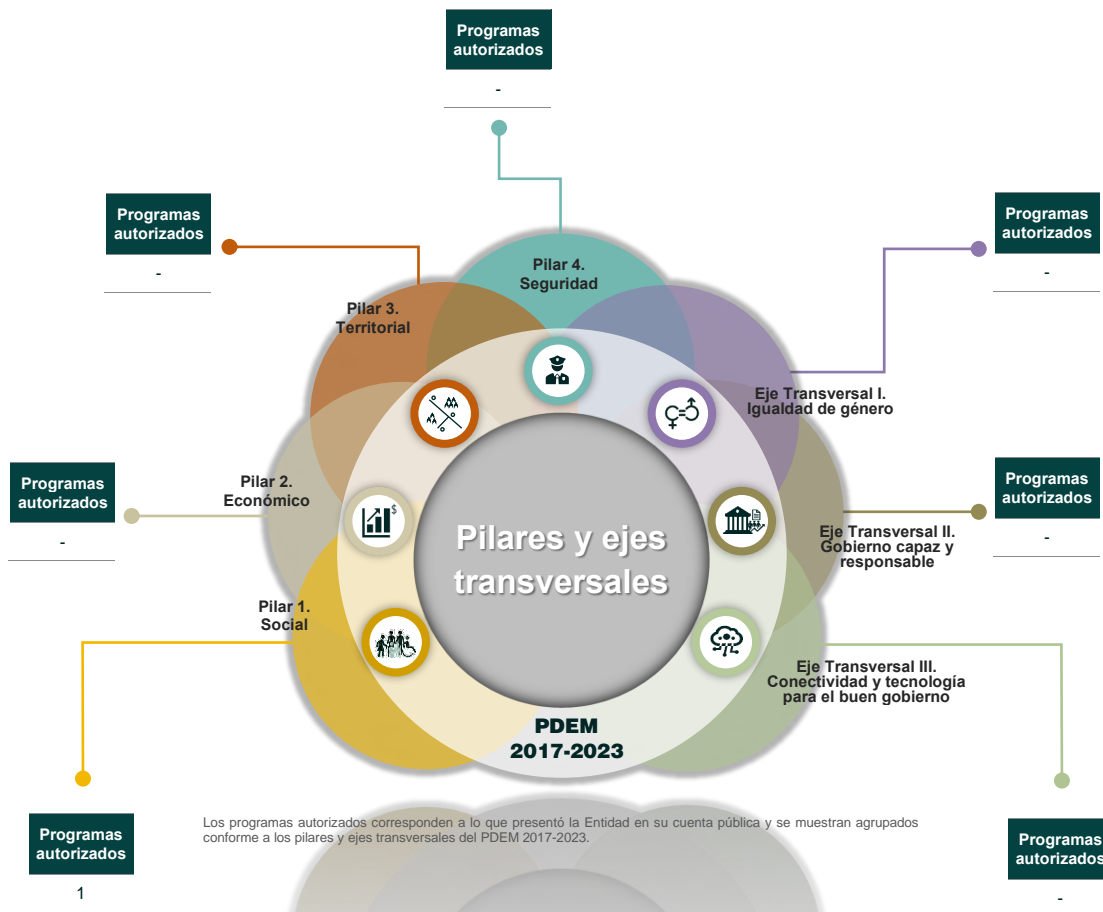 Programas
autorizados
-
Programas
autorizados
-
Programas
autorizados
-
Pilar 4.
Seguridad
Pilar 3.
Territorial
Eje Transversal I.
Igualdad de género
Programas
autorizados
-
Pilar 2.
Económico
$
Programas
autorizados
-
Eje Transversal II.
Gobierno capaz y
responsable
Pilares y ejes
transversales
Pilar 1.
Social
Eje Transversal III.
Conectividad y tecnología
para el buen gobierno
PDEM
2017-2023
Programas
autorizados
1
Los programas autorizados corresponden a lo que presentó la Entidad en su cuenta pública y se muestran agrupados
conforme a los pilares y ejes transversales del PDEM 2017-2023.
Programas
autorizados
-